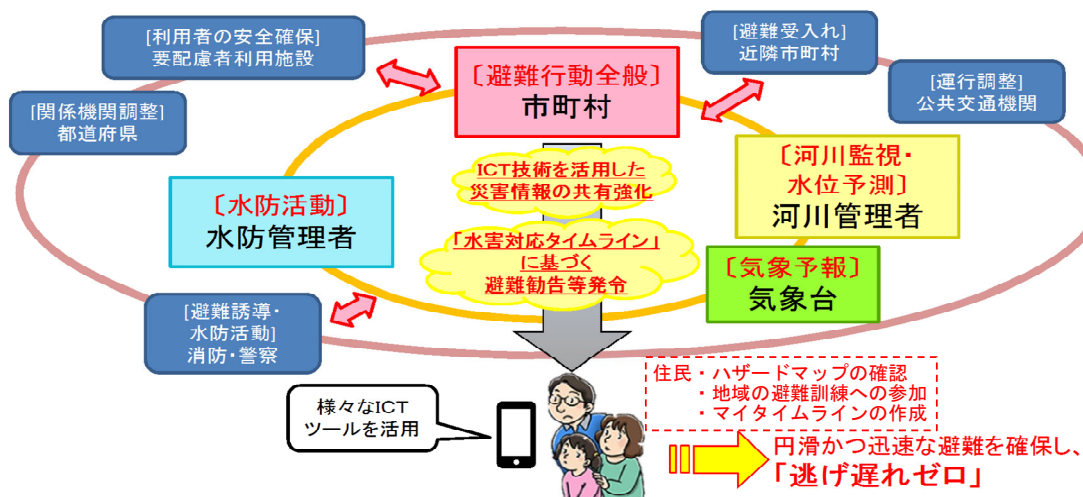 [利用者の安全確保]
要配慮者利用施設
[避難受入れ]
近隣市町村
[関係機関調整]
都道府県
〔避難行動全般〕
市町村
[運行調整]
公共交通機関
〔水防活動〕
水防管理者
ICT技術を活用した
災害情報の共有強化
「水害対応タイムライン」
に基づく
避難勧告等発令
〔河川監視・
水位予測〕
河川管理者
〔気象予報〕
気象台
[避難誘導・
水防活動]
消防・警察
様々なICT
ツールを活用
住民・ハザードマップの確認
・地域の避難訓練への参加
・マイタイムラインの作成
円滑かつ迅速な避難を確保し、
「逃げ遅れゼロ」